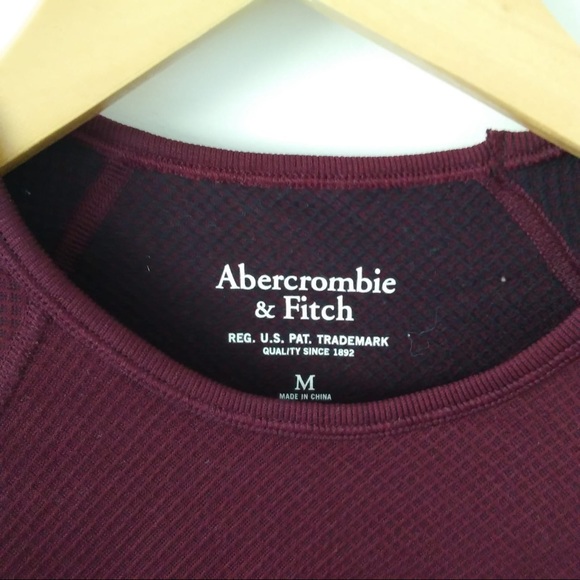 Abercrombie
& Fitch
REG. U.S. PAT. TRADEMARK
QUALITY SINCE 1892
M
MADE IN CHINA